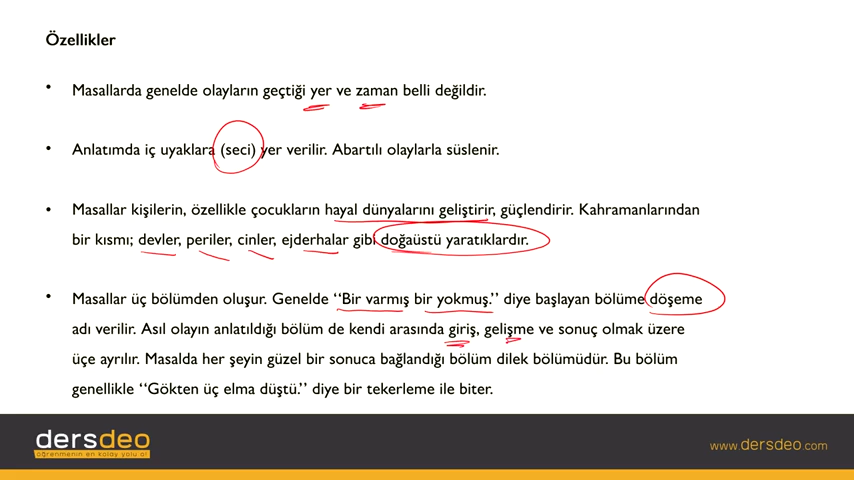 Özellikler
• Masallarda genelde olayların geçtiği yer ve zaman belli değildir.
• Anlatımda iç uyaklara (seci) yer verilir. Abartılı olaylarla süslenir.
• Masallar kişilerin, özellikle çocukların hayal dünyalarını geliştirir, güçlendirir. Kahramanlarından
bir kısmı; devler, periler, cinler, ejderhalar gibi doğaüstü yaratıklardır.
• Masallar üç bölümden oluşur. Genelde “Bir varmış bir yokmuş.” diye başlayan bölüme döşeme
adı verilir. Asıl olayın anlatıldığı bölüm de kendi arasında giriş, gelişme ve sonuç olmak üzere
üçe ayrılır. Masalda her şeyin güzel bir sonuca bağlandığı bölüm dilek bölümüdür. Bu bölüm
genellikle “Gökten üç elma düştü.” diye bir tekerleme ile biter.
dersdeo
öğrenmenin en kolay yolu al
www.dersdeo.com